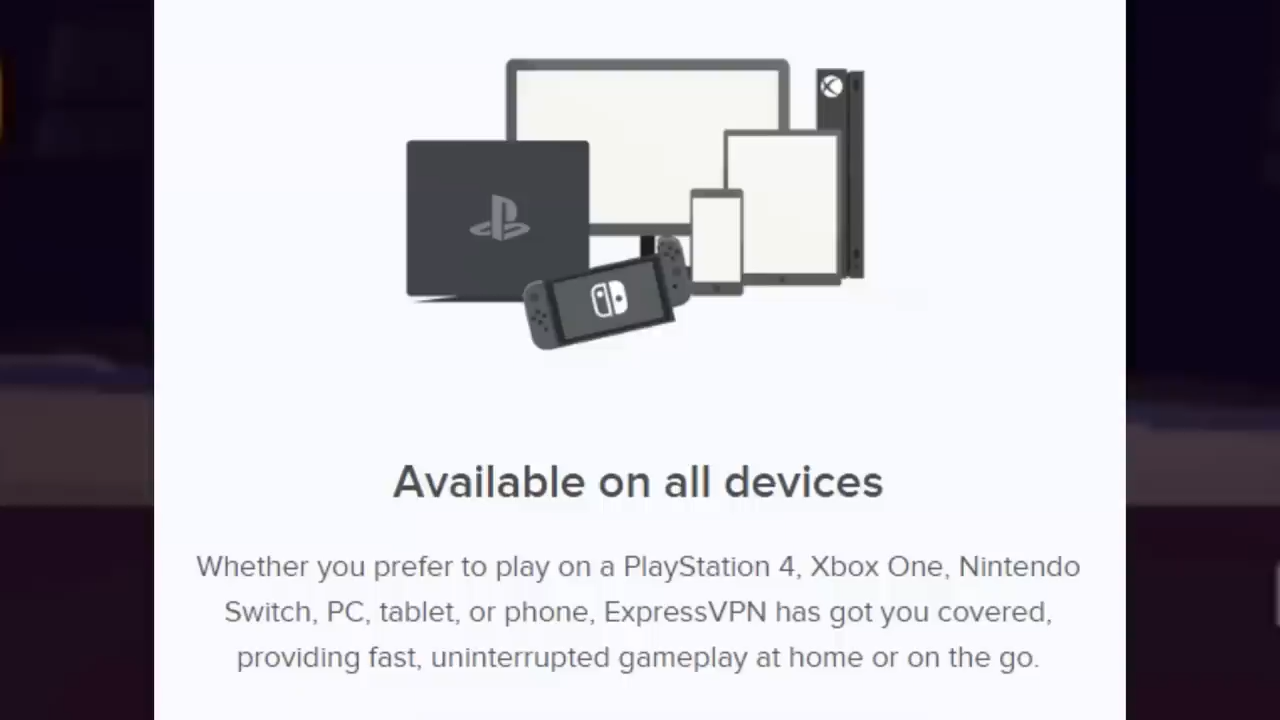 Available on all devices
Whether you prefer to play on a PlayStation 4, Xbox One, Nintendo
Switch, PC, tablet, or phone, ExpressVPN has got you covered,
providing fast, uninterrupted gameplay at home or on the go.